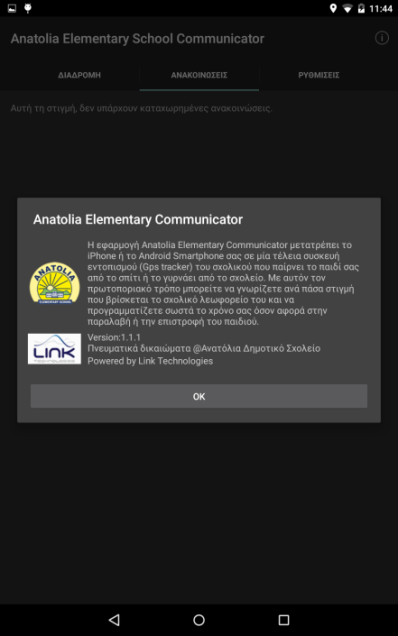 11:44
Anatolia Elementary School Communicator
ΔΙΑΔΡΟΜΗ
ΑΝΑΚΟΙΝΩΣΕΙΣ
ΡΥΘΜΙΣΕΙΣ
Αυτή τη στιγμή, δεν υπάρχουν καταχωρημένες ανακοινώσεις.
Anatolia Elementary Communicator
Η εφαρμογή Anatolia Elementary Communicator μετατρέπει το
iPhone ή το Android Smartphone σας σε μία τέλεια συσκευή
εντοπισμού (Gps tracker) του σχολικού που παίρνει το παιδί σας
από το σπίτι ή το γυρνάει από το σχολείο. Με αυτόν τον
πρωτοποριακό τρόπο μπορείτε να γνωρίζετε ανά πάσα στιγμή
που βρίσκεται το σχολικό λεωφορείο του και να
προγραμματίζετε σωστά το χρόνο σας όσον αφορά στην
παραλαβή ή την επιστροφή του παιδιού.
ANATOLIA
LINK
Version:1.1.1
Πνευματικά δικαιώματα @Ανατόλια Δημοτικό Σχολείο
Powered by Link Technologies
OK